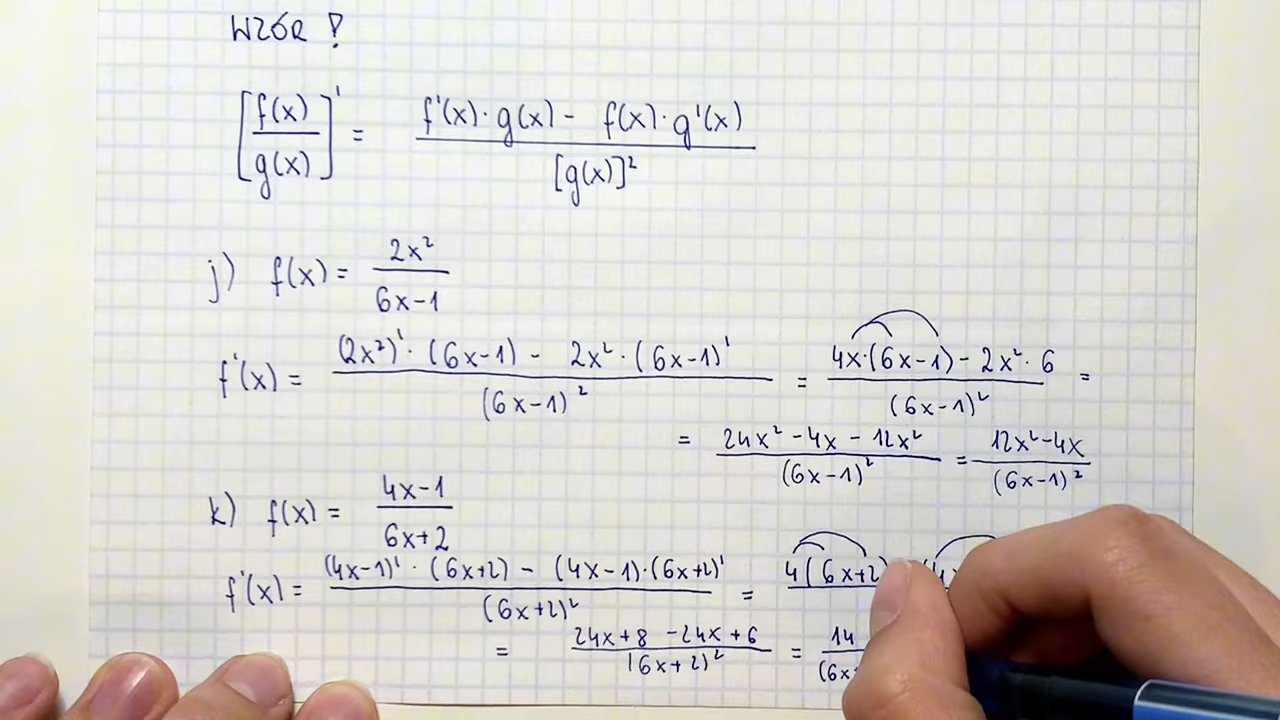 WZÓR !
[f(x)/g(x)]' = (f'(x)·g(x) - f(x)·g'(x))/[g(x)]²
j) f(x) = 2x²/(6x-1)
f'(x) = ((2x²)'·(6x-1) - 2x²·(6x-1)')/(6x-1)² = (4x·(6x-1) - 2x²·6)/(6x-1)² =
= (24x² - 4x - 12x²)/(6x-1)² = (12x² - 4x)/(6x-1)²
k) f(x) = (4x-1)/(6x+2)
f'(x) = ((4x-1)'·(6x+2) - (4x-1)·(6x+2)')/(6x+2)² = 4(6x+2)
= (24x+8 -24x+6)/(6x+2)² = 14/(6x